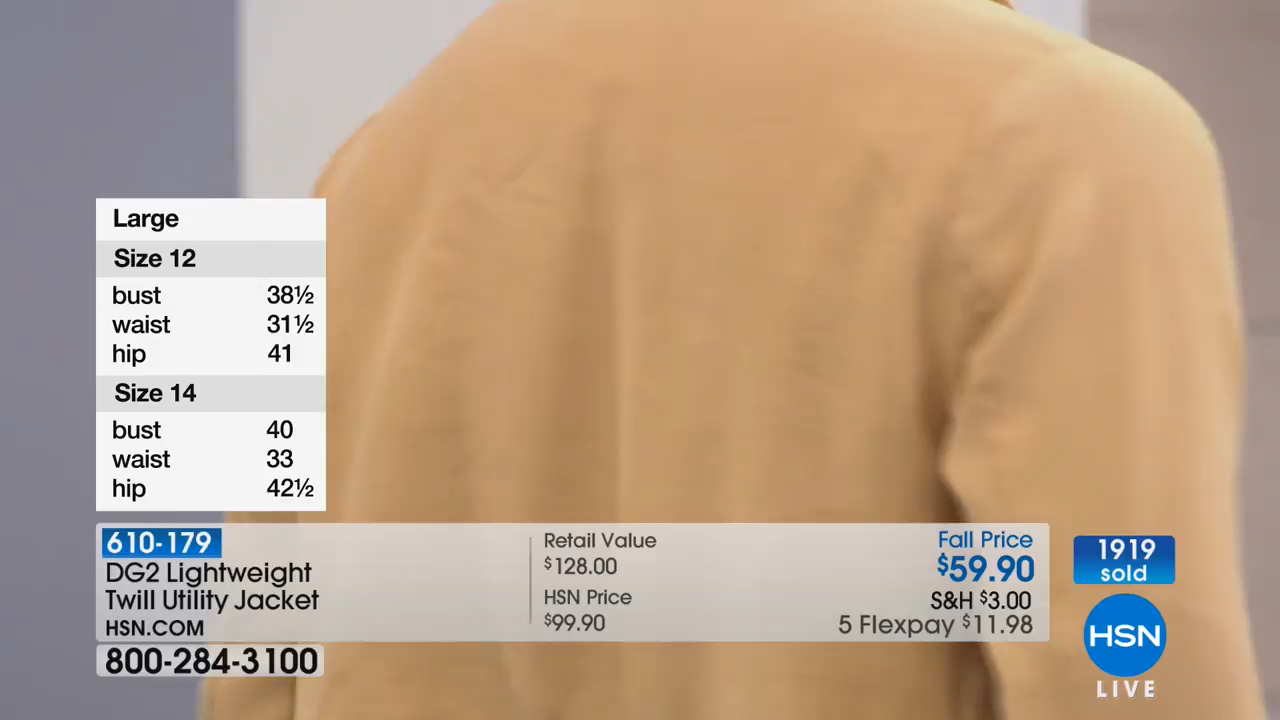 Large
Size 12
bust 38½
waist 31½
hip 41
Size 14
bust 40
waist 33
hip 42½
610-179
DG2 Lightweight
Twill Utility Jacket
HSN.COM
800-284-3100
Retail Value
$128.00
HSN Price
$99.90
Fall Price
$59.90
S&H $3.00
5 Flexpay $11.98
1919
sold
HSN
LIVE